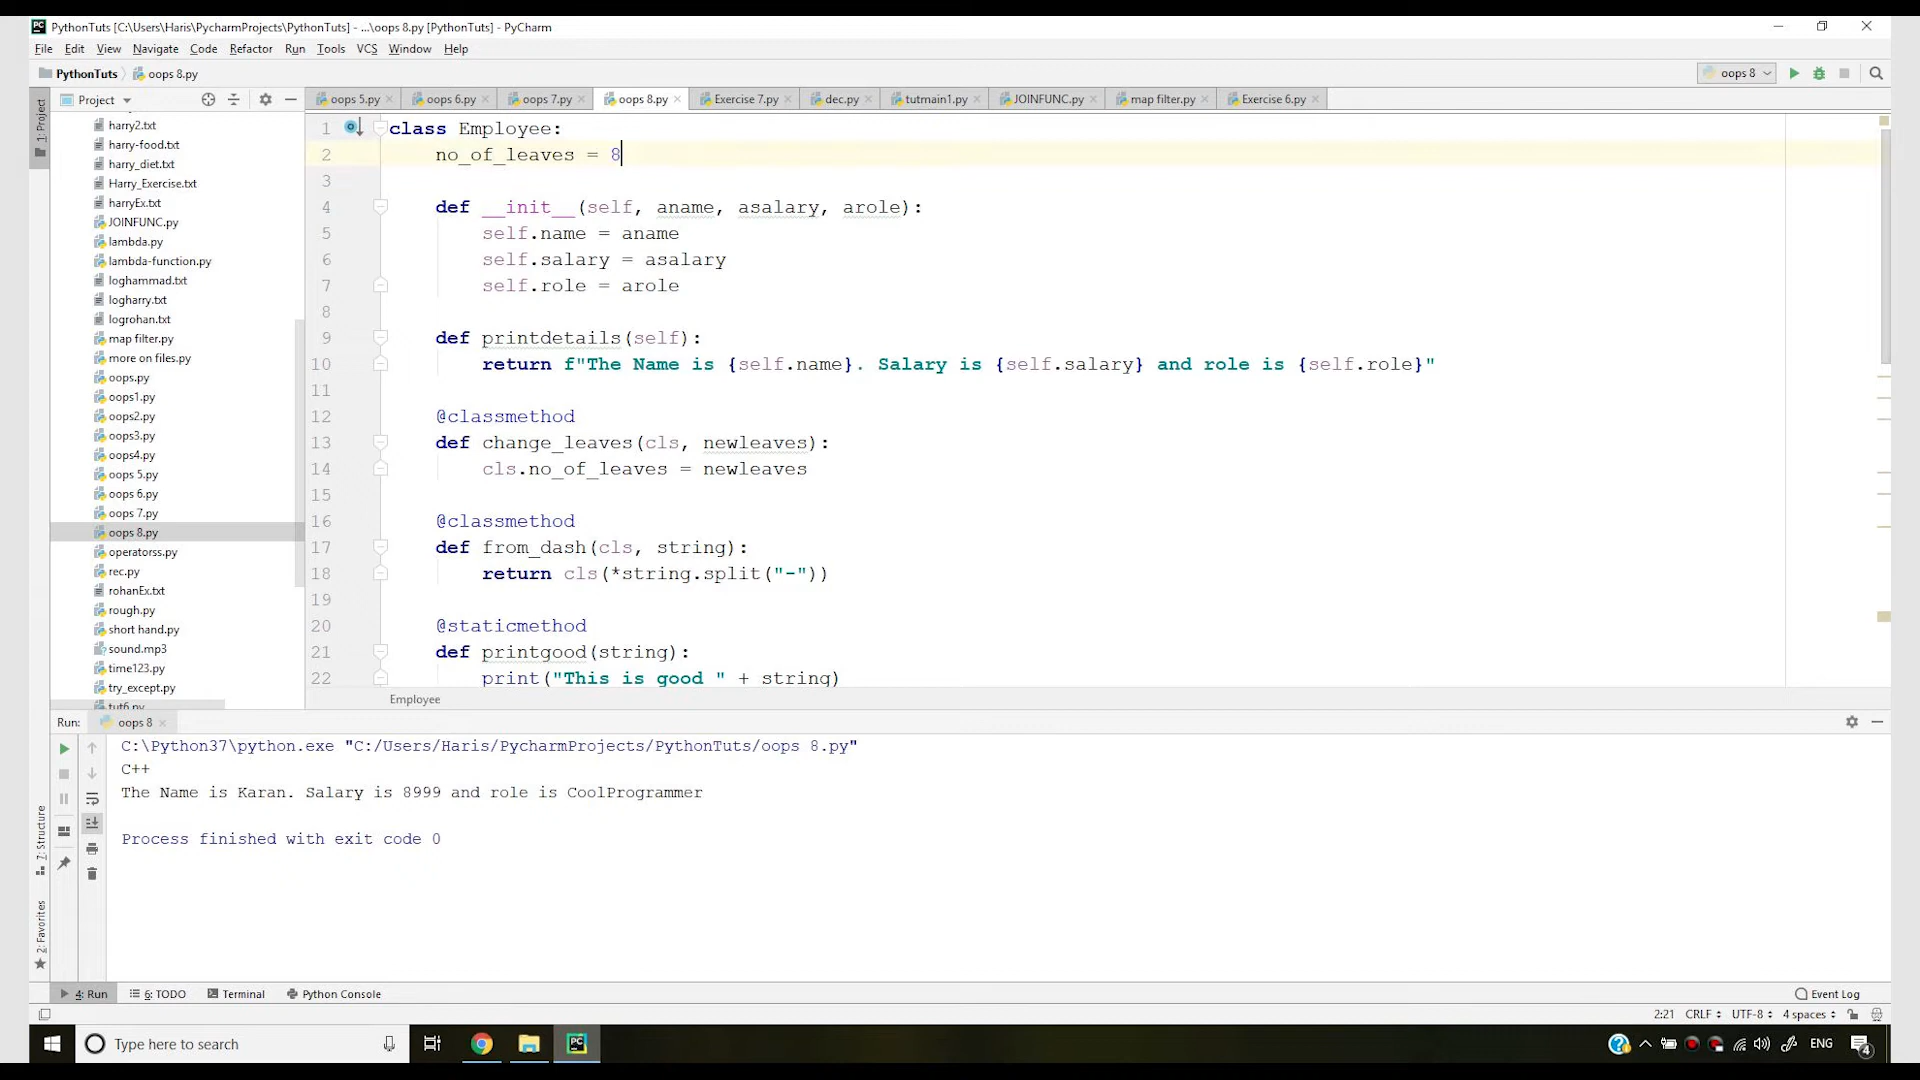 PythonTuts [C:\Users\Haris\PycharmProjects\PythonTuts] - ...\oops 8.py [PythonTuts] - PyCharm
File Edit View Navigate Code Refactor Run Tools VCS Window Help
PythonTuts oops 8.py oops 8
1: Project
Project
oops 5.py oops 6.py oops 7.py oops 8.py Exercise 7.py dec.py tutmain1.py JOINFUNC.py map filter.py Exercise 6.py
harry2.txt
harry-food.txt
harry_diet.txt
Harry_Exercise.txt
harryEx.txt
JOINFUNC.py
lambda.py
lambda-function.py
loghammad.txt
logharry.txt
logrohan.txt
map filter.py
more on files.py
oops.py
oops1.py
oops2.py
oops3.py
oops4.py
oops 5.py
oops 6.py
oops 7.py
oops 8.py
operatorss.py
rec.py
rohanEx.txt
rough.py
short hand.py
sound.mp3
time123.py
try_except.py
tut6.py
1 class Employee:
2 no_of_leaves = 8
3
4 def __init__(self, aname, asalary, arole):
5 self.name = aname
6 self.salary = asalary
7 self.role = arole
8
9 def printdetails(self):
10 return f"The Name is {self.name}. Salary is {self.salary} and role is {self.role}"
11
12 @classmethod
13 def change_leaves(cls, newleaves):
14 cls.no_of_leaves = newleaves
15
16 @classmethod
17 def from_dash(cls, string):
18 return cls(*string.split("-"))
19
20 @staticmethod
21 def printgood(string):
22 print("This is good " + string)
Employee
Run: oops 8
C:\Python37\python.exe "C:/Users/Haris/PycharmProjects/PythonTuts/oops 8.py"
C++
The Name is Karan. Salary is 8999 and role is CoolProgrammer
Process finished with exit code 0
7: Structure
2: Favorites
4: Run 6: TODO Terminal Python Console Event Log
2:21 CRLF UTF-8 4 spaces
PC
Type here to search
ENG
4